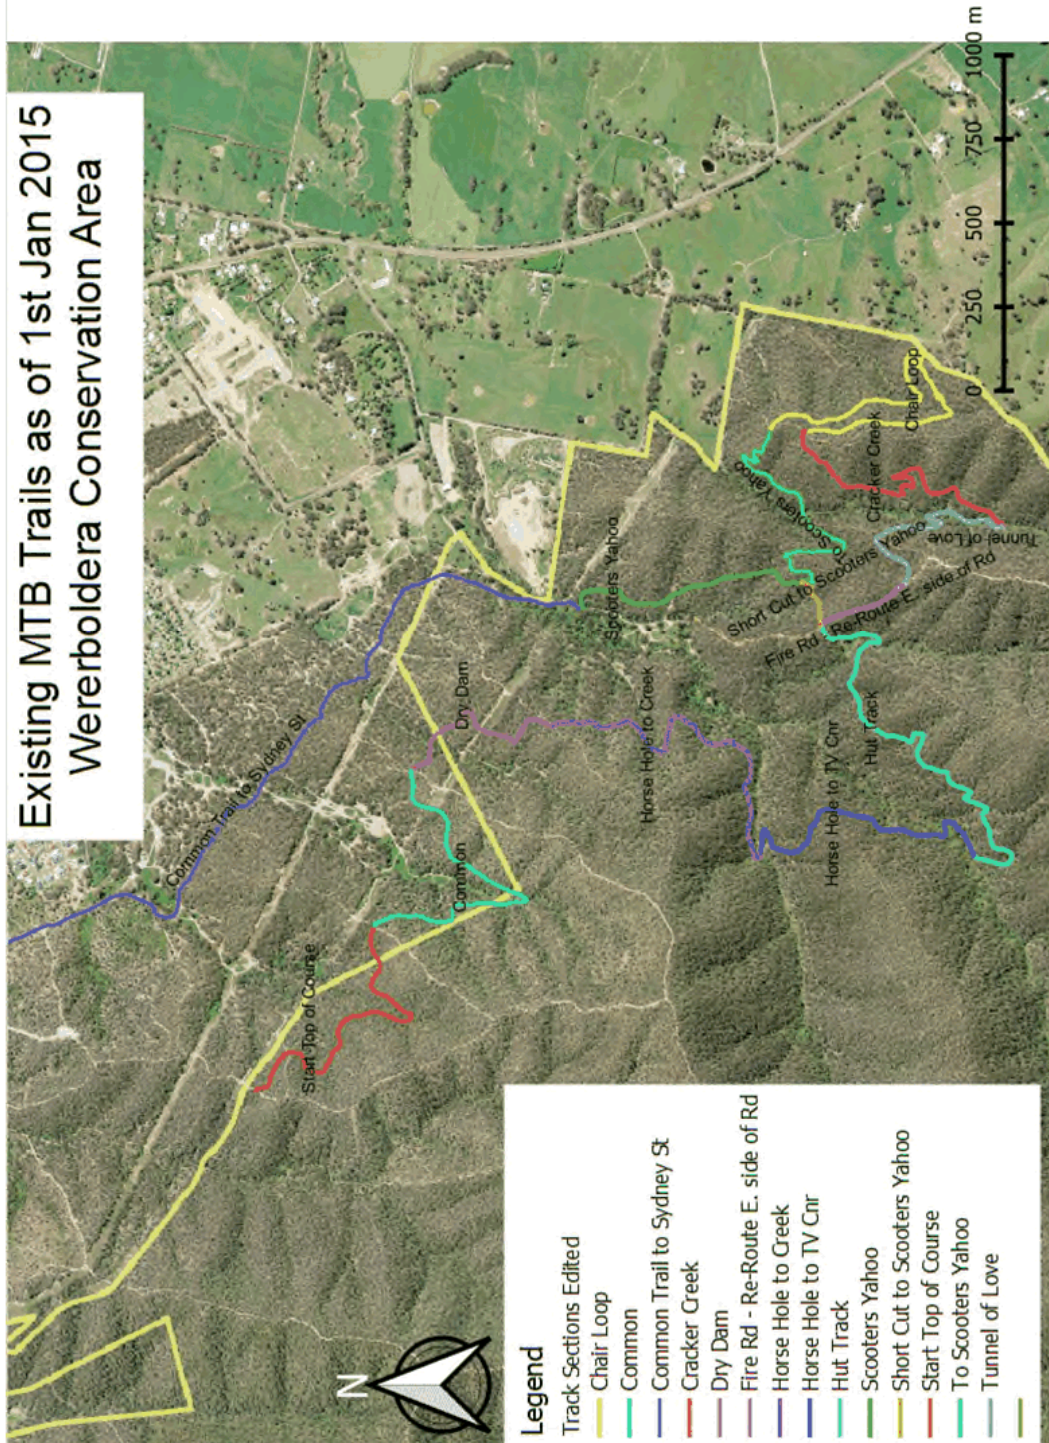 Existing MTB Trails as of 1st Jan 2015
Wererboldera Conservation Area
Common Trail to Sydney St
Start Top of Course
Common
Dry Dam
Scooters Yahoo
Horse Hole to Creek
Horse Hole to TV Cnr
Hut Track
Short Cut to Scooters Yahoo
Fire Rd - Re-Route E. side of Rd
To Scooters Yahoo
Cracker Creek
Chair Loop
Tunnel of Love
0 250 500 750 1000 m
N
Legend
Track Sections Edited
Chair Loop
Common
Common Trail to Sydney St
Cracker Creek
Dry Dam
Fire Rd - Re-Route E. side of Rd
Horse Hole to Creek
Horse Hole to TV Cnr
Hut Track
Scooters Yahoo
Short Cut to Scooters Yahoo
Start Top of Course
To Scooters Yahoo
Tunnel of Love